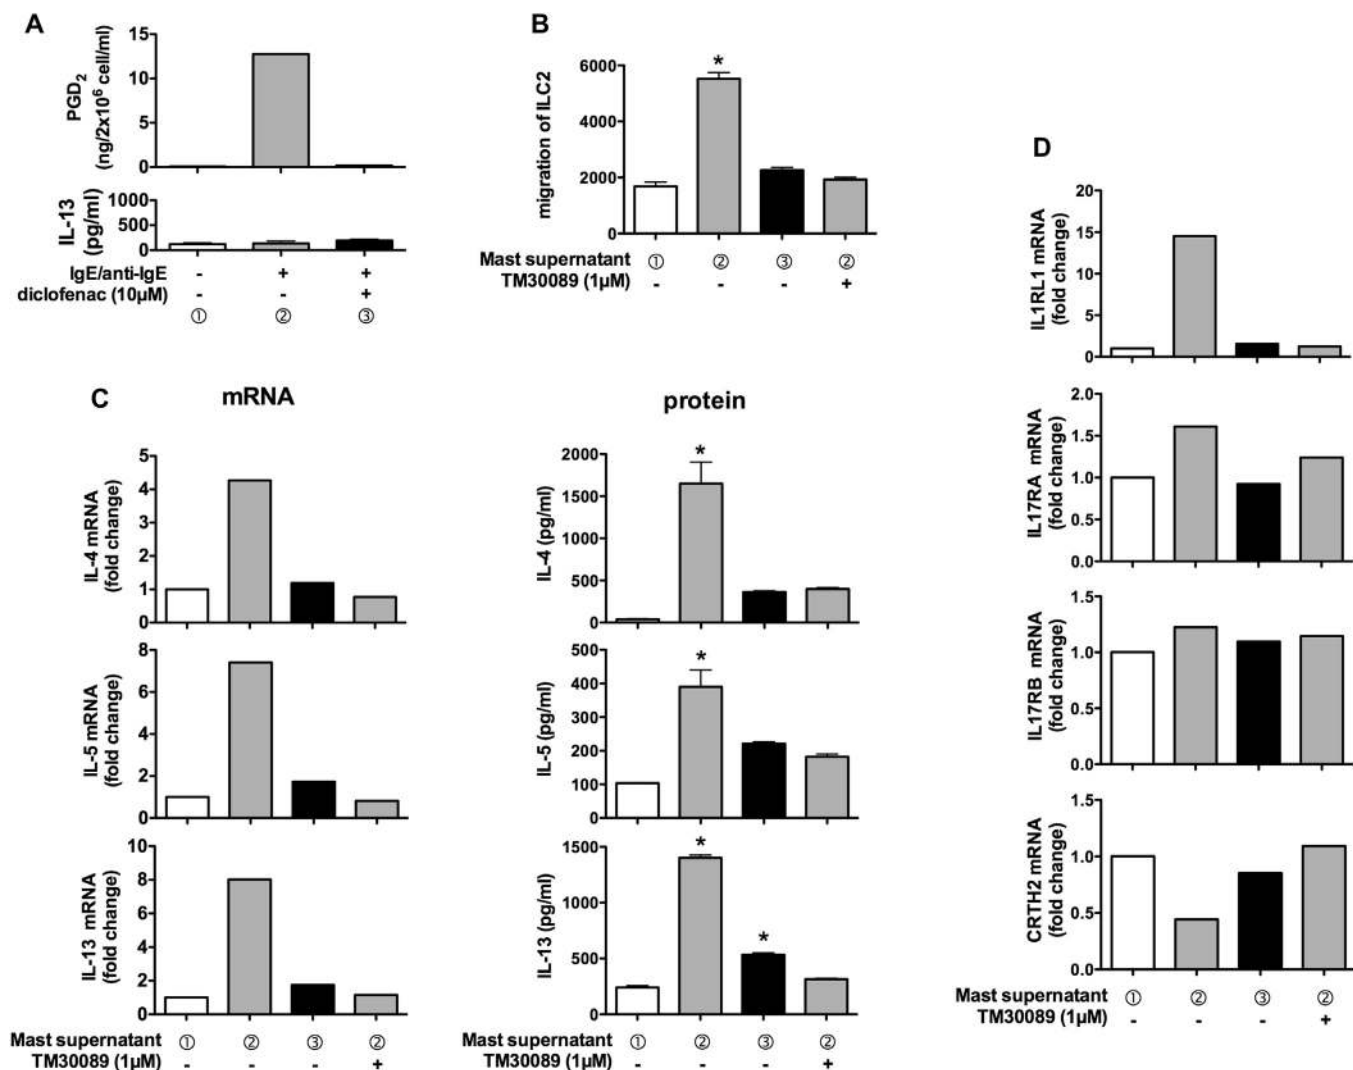 A
PGD2
(ng/2x10^6 cell/ml)
15
10
5
0
IL-13
(pg/ml)
1000
500
0
IgE/anti-IgE - + +
diclofenac (10µM) - - +
① ② ③
B
migration of ILC2
6000
4000
2000
0
*
Mast supernatant ① ② ③ ②
TM30089 (1µM) - - - +
C
mRNA
IL-4 mRNA
(fold change)
5
4
3
2
1
0
IL-5 mRNA
(fold change)
8
6
4
2
0
IL-13 mRNA
(fold change)
10
8
6
4
2
0
Mast supernatant ① ② ③ ②
TM30089 (1µM) - - - +
protein
IL-4 (pg/ml)
2000
1500
1000
500
0
*
IL-5 (pg/ml)
500
400
300
200
100
0
*
IL-13 (pg/ml)
1500
1000
500
0
*
*
① ② ③ ②
- - - +
D
IL1RL1 mRNA
(fold change)
20
15
10
5
0
IL17RA mRNA
(fold change)
2.0
1.5
1.0
0.5
0.0
IL17RB mRNA
(fold change)
1.5
1.0
0.5
0.0
CRTH2 mRNA
(fold change)
1.5
1.0
0.5
0.0
Mast supernatant ① ② ③ ②
TM30089 (1µM) - - - +